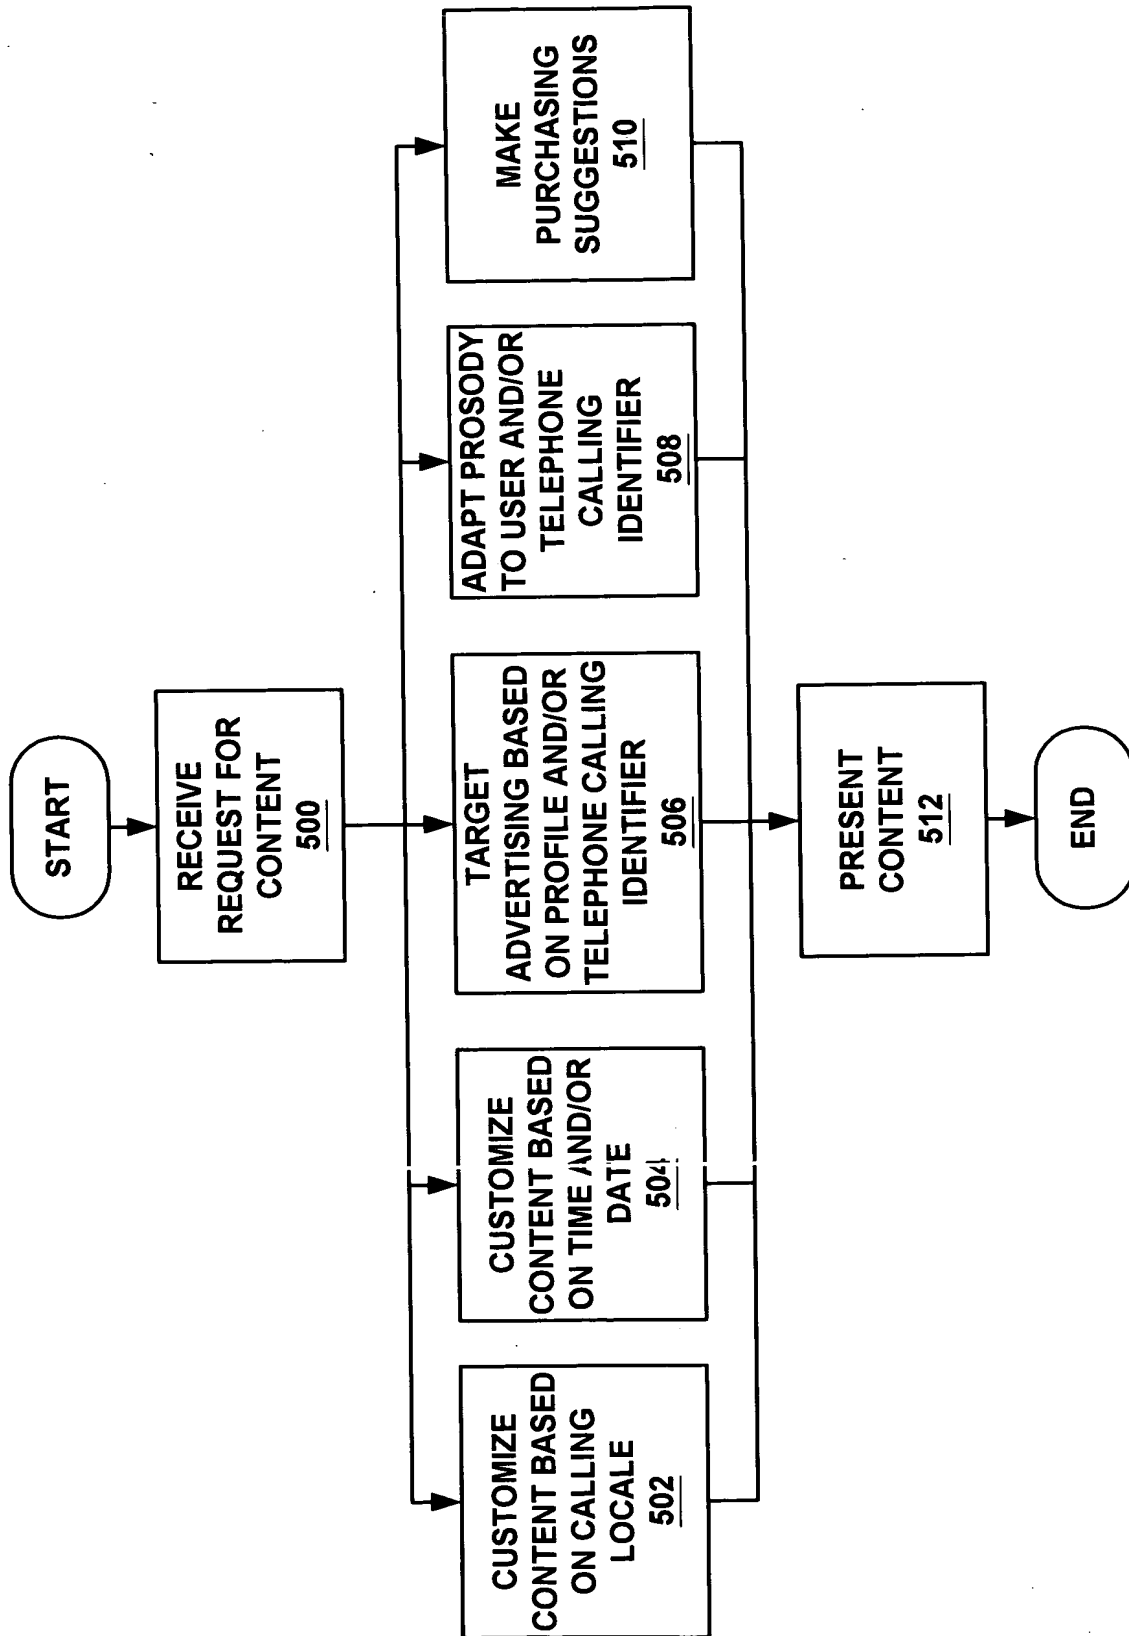 START
RECEIVE
REQUEST FOR
CONTENT
500
CUSTOMIZE
CONTENT BASED
ON CALLING
LOCALE
502
CUSTOMIZE
CONTENT BASED
ON TIME AND/OR
DATE
504
TARGET
ADVERTISING BASED
ON PROFILE AND/OR
TELEPHONE CALLING
IDENTIFIER
506
ADAPT PROSODY
TO USER AND/OR
TELEPHONE
CALLING
IDENTIFIER
508
MAKE
PURCHASING
SUGGESTIONS
510
PRESENT
CONTENT
512
END